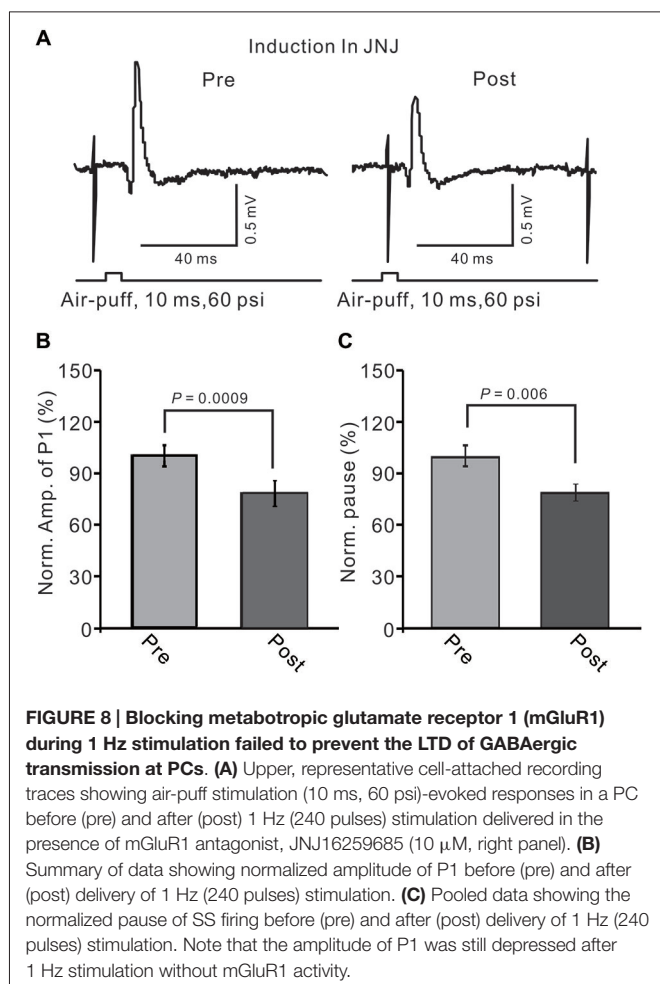 A
Induction In JNJ
Pre
Post
0.5 mV
0.5 mV
40 ms
40 ms
Air-puff, 10 ms,60 psi
Air-puff, 10 ms,60 psi
B
C
150
120
90
60
30
0
Norm. Amp. of P1 (%)
P = 0.0009
Pre
Post
150
120
90
60
30
0
Norm. pause (%)
P = 0.006
Pre
Post
FIGURE 8 | Blocking metabotropic glutamate receptor 1 (mGluR1)
during 1 Hz stimulation failed to prevent the LTD of GABAergic
transmission at PCs. (A) Upper, representative cell-attached recording
traces showing air-puff stimulation (10 ms, 60 psi)-evoked responses in a PC
before (pre) and after (post) 1 Hz (240 pulses) stimulation delivered in the
presence of mGluR1 antagonist, JNJ16259685 (10 μM, right panel). (B)
Summary of data showing normalized amplitude of P1 before (pre) and after
(post) delivery of 1 Hz (240 pulses) stimulation. (C) Pooled data showing the
normalized pause of SS firing before (pre) and after (post) delivery of 1 Hz (240
pulses) stimulation. Note that the amplitude of P1 was still depressed after
1 Hz stimulation without mGluR1 activity.